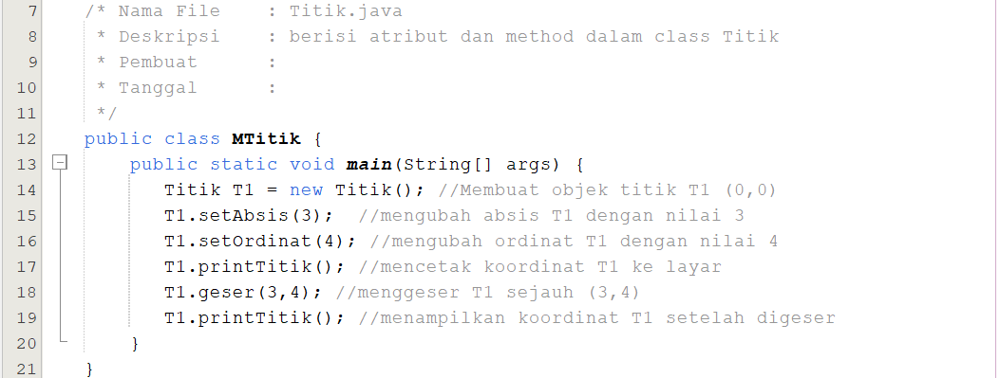 7 /* Nama File : Titik.java
8 * Deskripsi : berisi atribut dan method dalam class Titik
9 * Pembuat :
10 * Tanggal :
11 */
12 public class MTitik {
13 public static void main(String[] args) {
14 Titik T1 = new Titik(); //Membuat objek titik T1 (0,0)
15 T1.setAbsis(3); //mengubah absis T1 dengan nilai 3
16 T1.setOrdinat(4); //mengubah ordinat T1 dengan nilai 4
17 T1.printTitik(); //mencetak koordinat T1 ke layar
18 T1.geser(3,4); //menggeser T1 sejauh (3,4)
19 T1.printTitik(); //menampilkan koordinat T1 setelah digeser
20 }
21 }